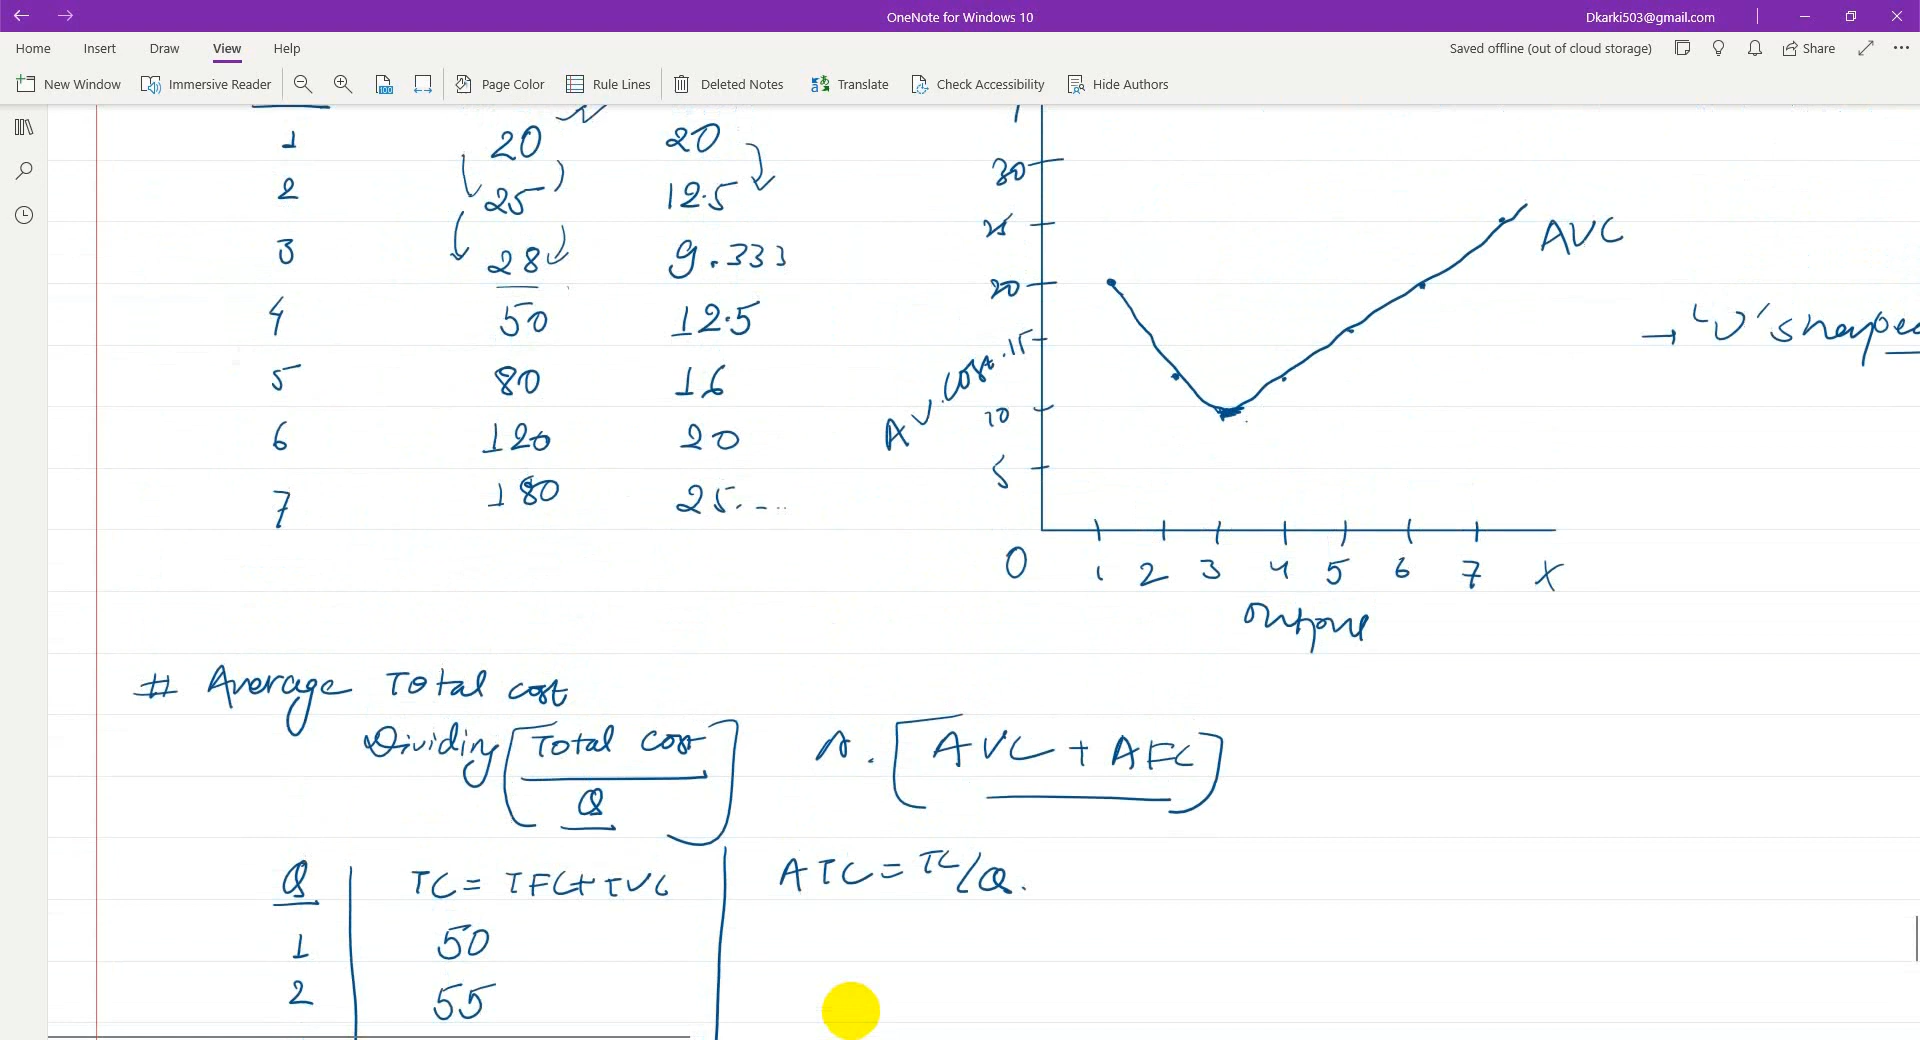 OneNote for Windows 10
Dkarki503@gmail.com
Home Insert Draw View Help
Saved offline (out of cloud storage) Share
New Window Immersive Reader 100 Page Color Rule Lines Deleted Notes Translate Check Accessibility Hide Authors
1 20 20
2 25 12.5
3 28 9.333
4 50 12.5
5 80 16
6 120 20
7 180 25....
30
25
20
15
10
5
AV. cost.
AVC
→ 'U' shaped
0 1 2 3 4 5 6 7 X
output
# Average Total cost
Dividing [Total cost / Q] [AVC + AFC]
Q TC = TFC + TVC ATC = TC/Q.
1 50
2 55